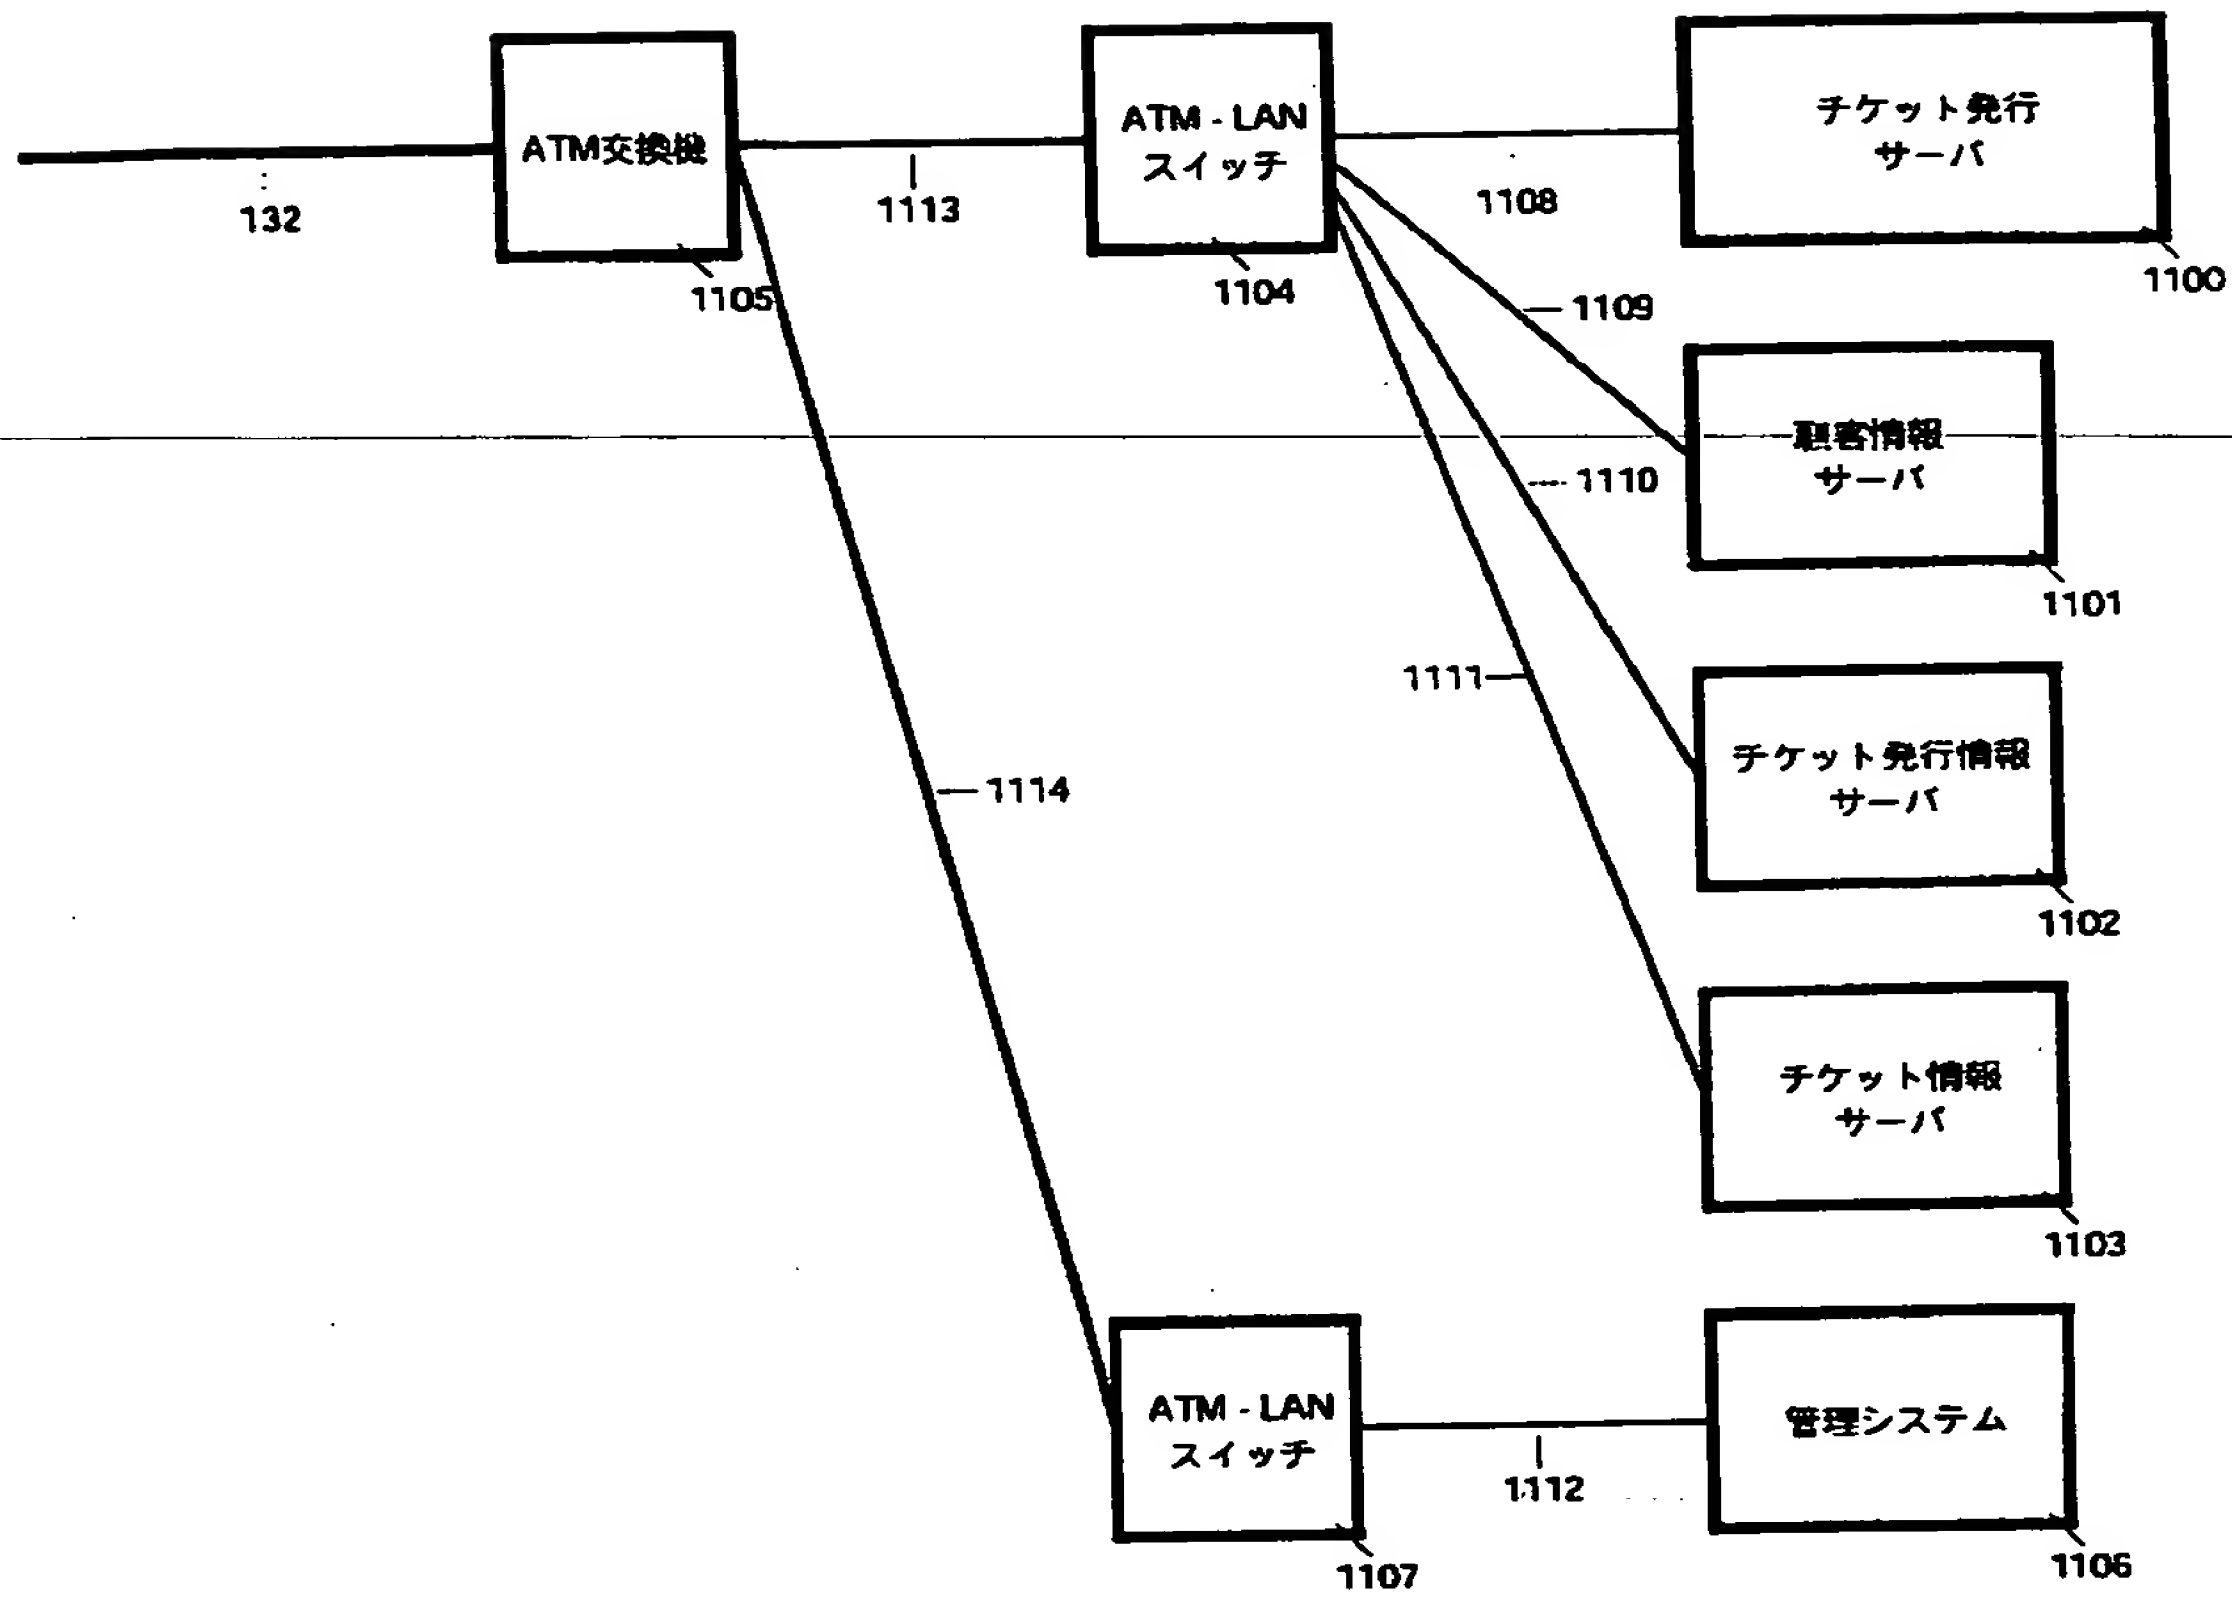 ATM交換機
132
1105
1113
ATM - LAN
スイッチ
1104
チケット発行
サーバ
1100
1108
1109
顧客情報
サーバ
1101
1110
チケット発行情報
サーバ
1102
1111
チケット情報
サーバ
1103
1114
ATM - LAN
スイッチ
1107
1112
管理システム
1106